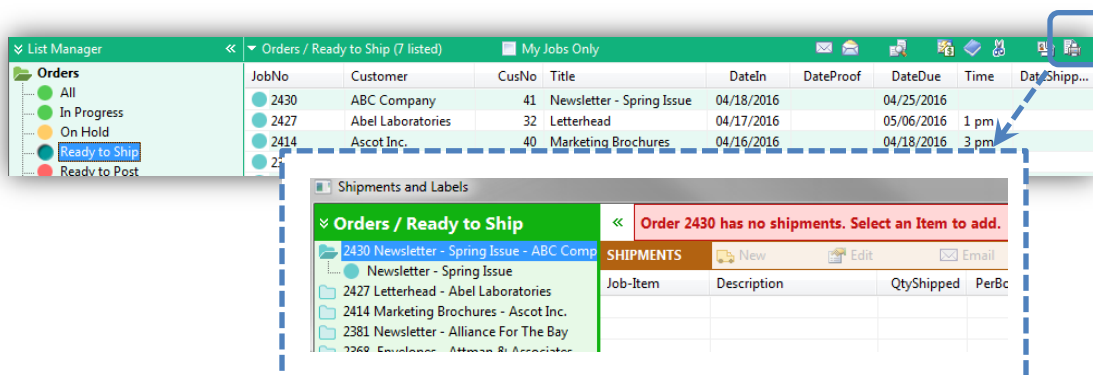 List Manager
Orders / Ready to Ship (7 listed) My Jobs Only
Orders
All
In Progress
On Hold
Ready to Ship
Ready to Post
JobNo Customer CusNo Title DateIn DateProof DateDue Time DateShipp...
2430 ABC Company 41 Newsletter - Spring Issue 04/18/2016 04/25/2016
2427 Abel Laboratories 32 Letterhead 04/17/2016 05/06/2016 1 pm
2414 Ascot Inc. 40 Marketing Brochures 04/16/2016 04/18/2016 3 pm
Shipments and Labels
Orders / Ready to Ship
Order 2430 has no shipments. Select an Item to add.
2430 Newsletter - Spring Issue - ABC Comp
Newsletter - Spring Issue
2427 Letterhead - Abel Laboratories
2414 Marketing Brochures - Ascot Inc.
2381 Newsletter - Alliance For The Bay
2368 Envelopes - Attman & Associates
SHIPMENTS New Edit Email
Job-Item Description QtyShipped PerBo